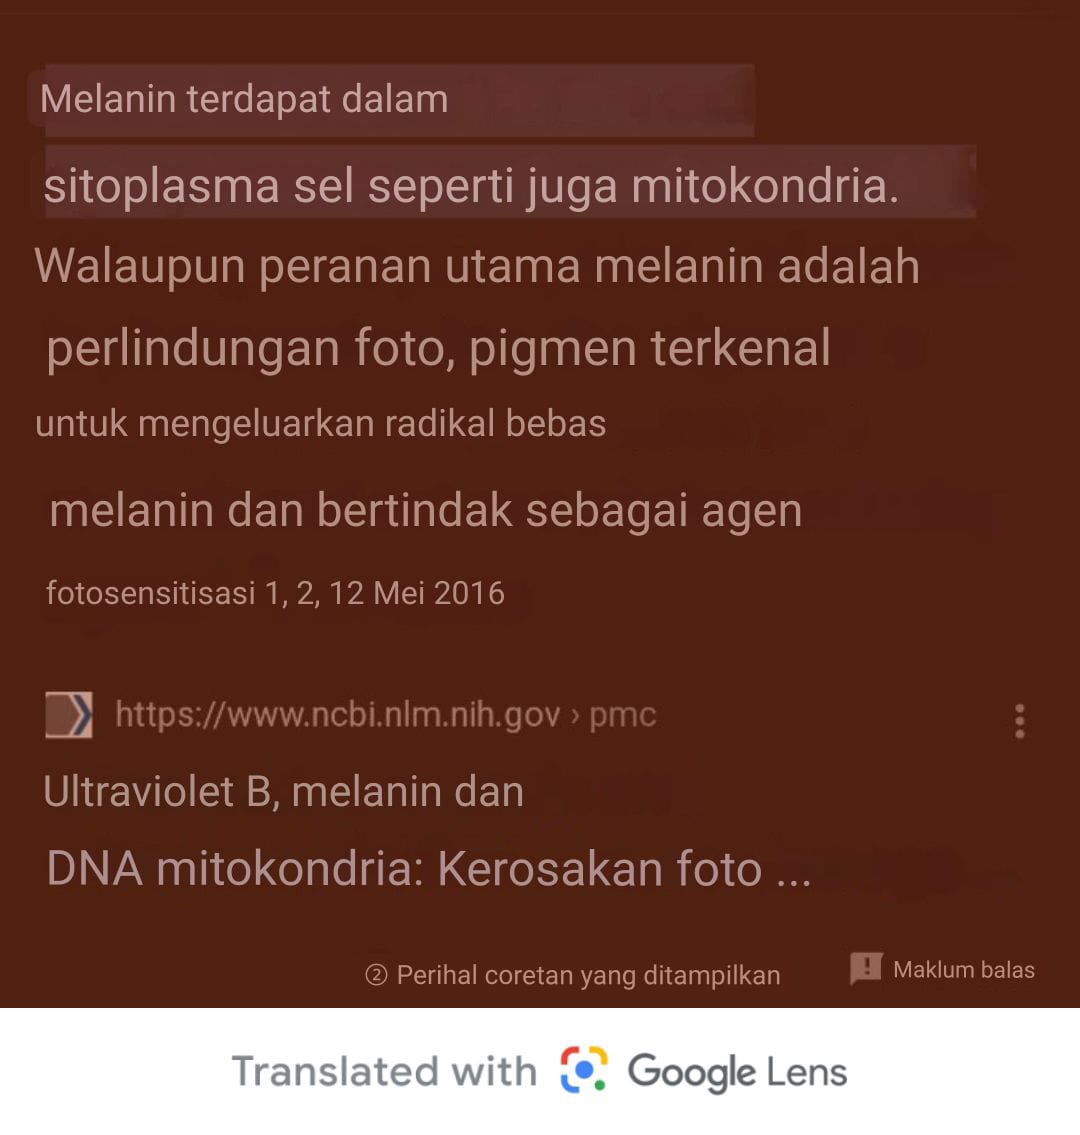 Melanin terdapat dalam
sitoplasma sel seperti juga mitokondria.
Walaupun peranan utama melanin adalah
perlindungan foto, pigmen terkenal
untuk mengeluarkan radikal bebas
melanin dan bertindak sebagai agen
fotosensitisasi 1, 2, 12 Mei 2016
https://www.ncbi.nlm.nih.gov › pmc
Ultraviolet B, melanin dan
DNA mitokondria: Kerosakan foto ...
② Perihal coretan yang ditampilkan
Maklum balas
Translated with Google Lens